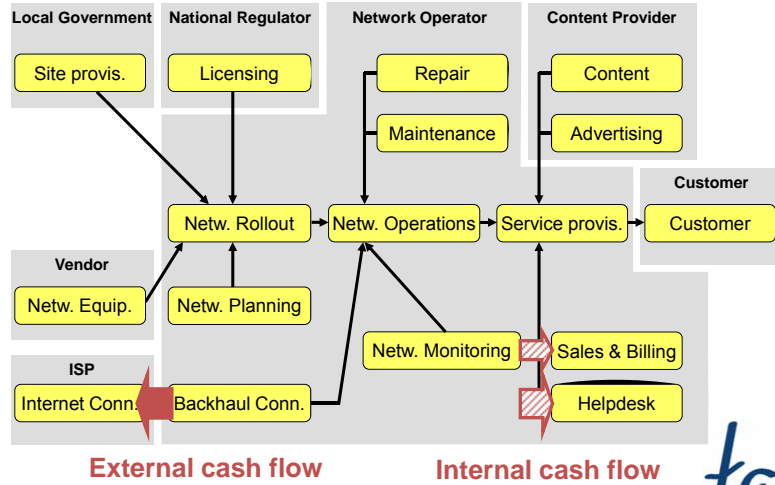 Local Government
National Regulator
Network Operator
Content Provider
Site provis.
Licensing
Repair
Content
Maintenance
Advertising
Customer
Netw. Rollout
Netw. Operations
Service provis.
Customer
Vendor
Netw. Equip.
Netw. Planning
Netw. Monitoring
Sales & Billing
ISP
Internet Conn.
Backhaul Conn.
Helpdesk
External cash flow
Internal cash flow